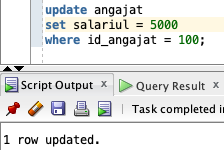 update angajat
set salariul = 5000
where id_angajat = 100;
Script Output × Query Result ×
Task completed in
1 row updated.